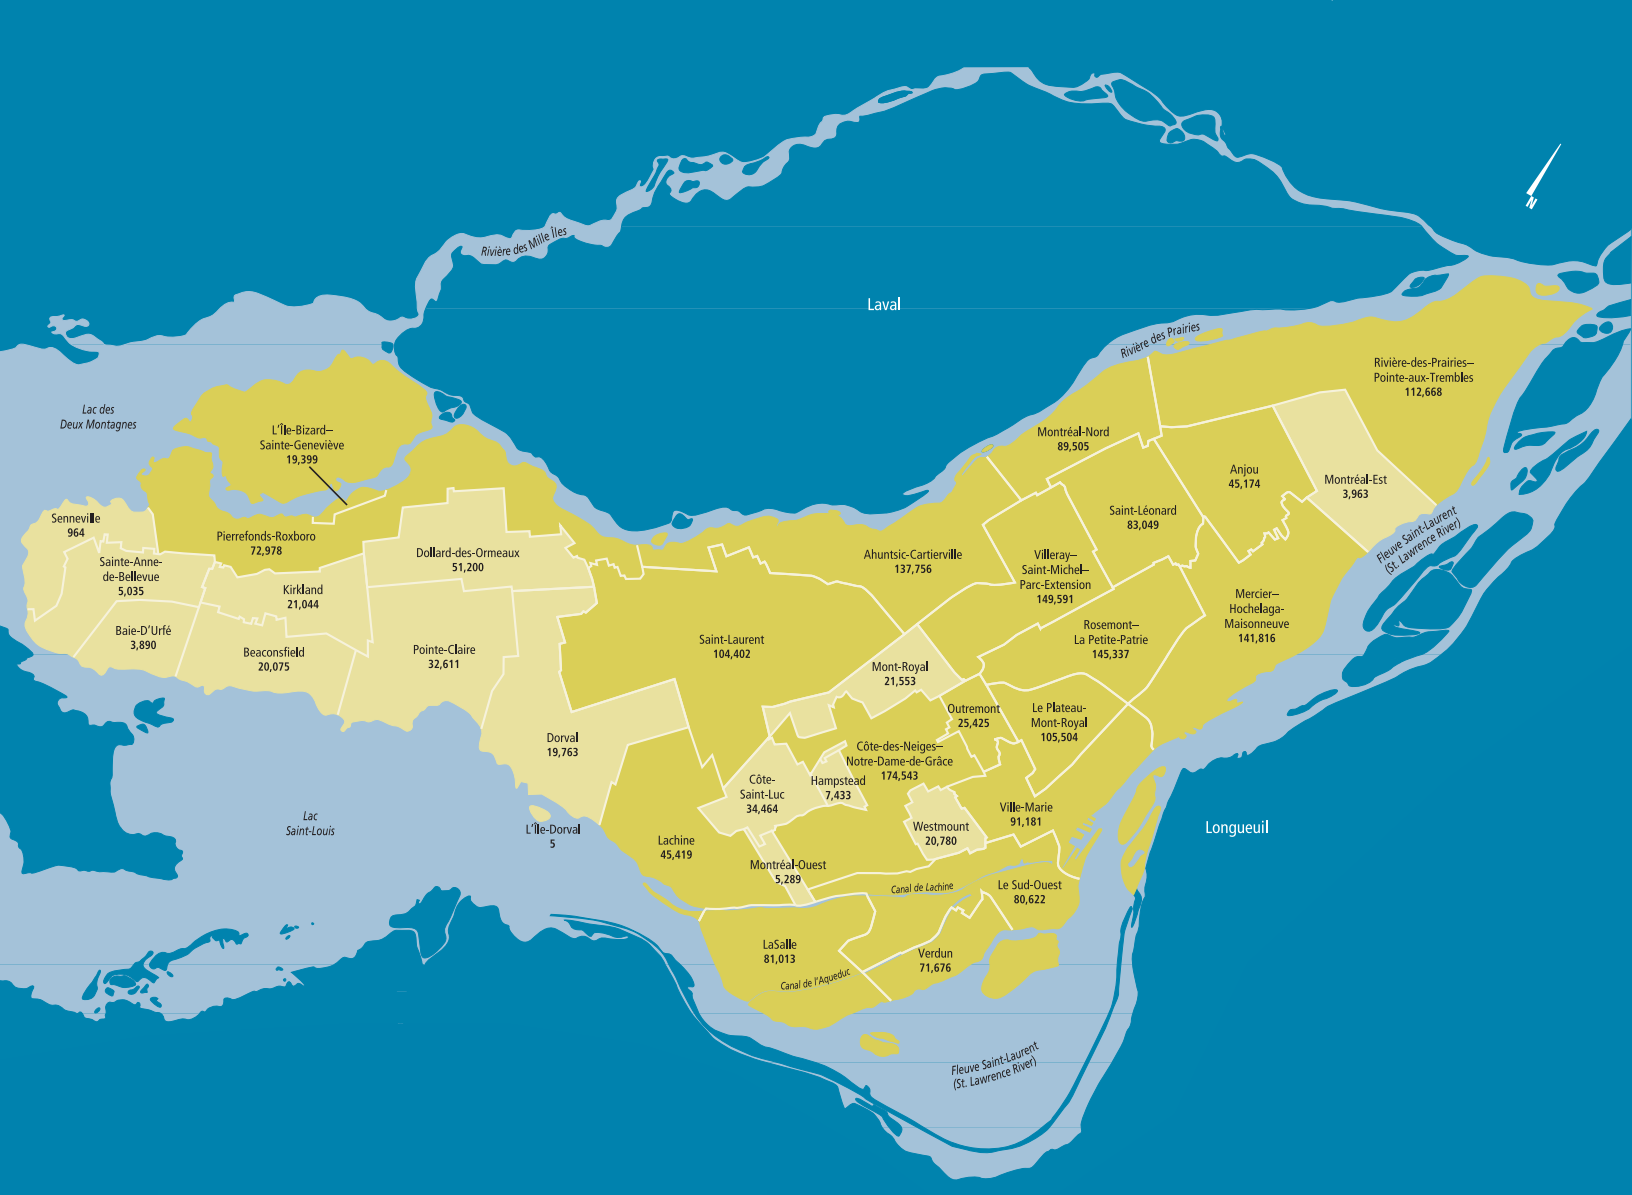 Rivière des Mille Îles
N
Laval
Rivière des Prairies
Rivière-des-Prairies–
Pointe-aux-Trembles
112,668
Lac des
Deux Montagnes
L’Île-Bizard–
Sainte-Geneviève
19,399
Montréal-Nord
89,505
Anjou
45,174
Montréal-Est
3,963
Senneville
964
Saint-Léonard
83,049
Fleuve Saint-Laurent
(St. Lawrence River)
Pierrefonds-Roxboro
72,978
Dollard-des-Ormeaux
51,200
Ahuntsic-Cartierville
137,756
Villeray–
Saint-Michel–
Parc-Extension
149,591
Sainte-Anne-
de-Bellevue
5,035
Kirkland
21,044
Mercier–
Hochelaga-
Maisonneuve
141,816
Baie-D’Urfé
3,890
Beaconsfield
20,075
Pointe-Claire
32,611
Saint-Laurent
104,402
Rosemont–
La Petite-Patrie
145,337
Mont-Royal
21,553
Outremont
25,425
Le Plateau-
Mont-Royal
105,504
Dorval
19,763
Côte-des-Neiges–
Notre-Dame-de-Grâce
174,543
Côte-
Saint-Luc
34,464
Hampstead
7,433
Ville-Marie
91,181
Lac
Saint-Louis
L’Île-Dorval
5
Westmount
20,780
Longueuil
Lachine
45,419
Montréal-Ouest
5,289
Canal de Lachine
Le Sud-Ouest
80,622
LaSalle
81,013
Verdun
71,676
Canal de l’Aqueduc
Fleuve Saint-Laurent
(St. Lawrence River)